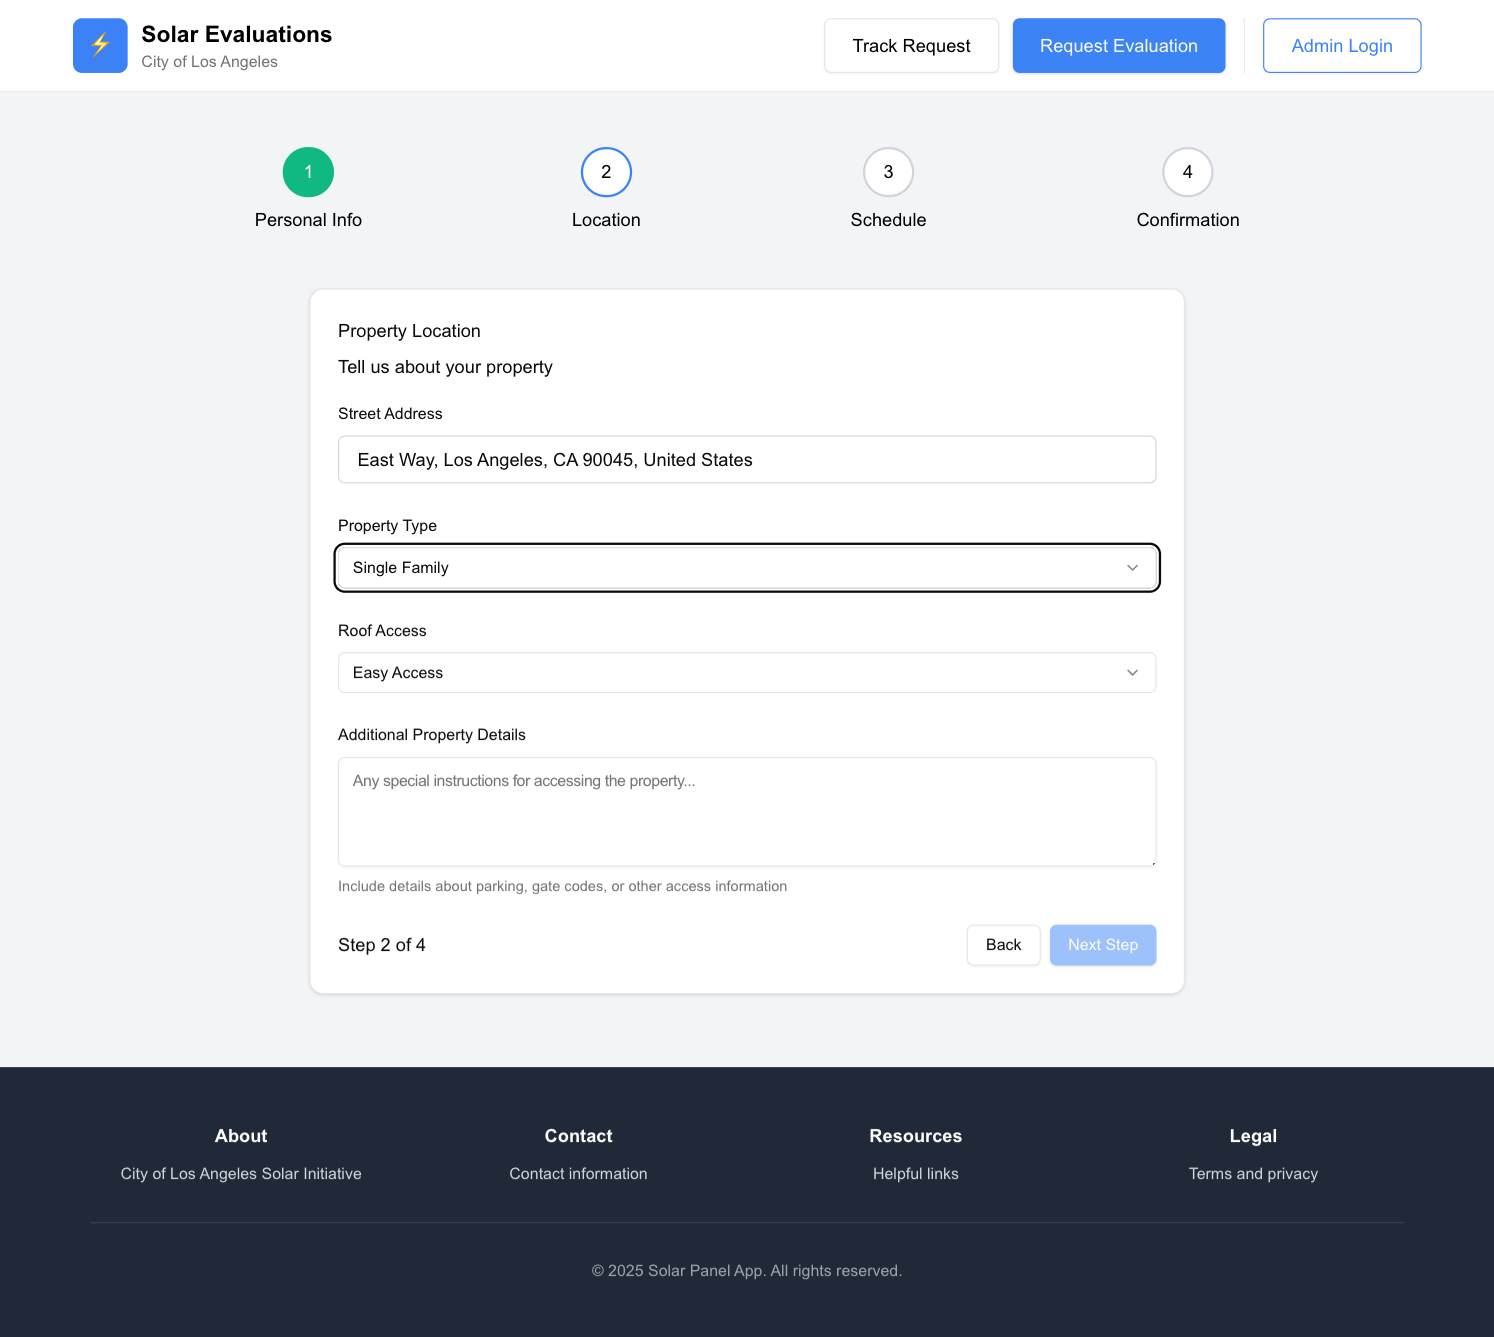 Solar Evaluations
City of Los Angeles
Track Request
Request Evaluation
Admin Login
1
Personal Info
2
Location
3
Schedule
4
Confirmation
Property Location
Tell us about your property
Street Address
East Way, Los Angeles, CA 90045, United States
Property Type
Single Family
Roof Access
Easy Access
Additional Property Details
Any special instructions for accessing the property...
Include details about parking, gate codes, or other access information
Step 2 of 4
Back
Next Step
About
City of Los Angeles Solar Initiative
Contact
Contact information
Resources
Helpful links
Legal
Terms and privacy
© 2025 Solar Panel App. All rights reserved.